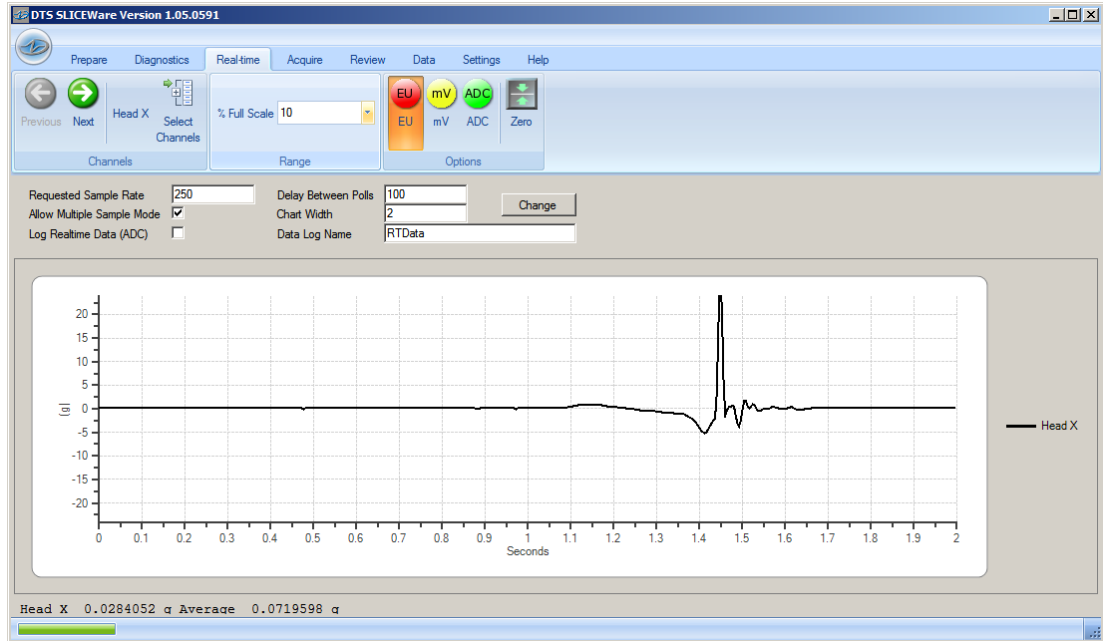 DTS SLICEWare Version 1.05.0591
Prepare Diagnostics Real-time Acquire Review Data Settings Help
Previous Next Head X Select Channels % Full Scale 10 EU EU mV mV ADC ADC Zero
Channels Range Options
Requested Sample Rate 250 Delay Between Polls 100 Change
Allow Multiple Sample Mode Chart Width 2
Log Realtime Data (ADC) Data Log Name RTData
20
15
10
5
0
-5
-10
-15
-20
[g]
Head X
0 0.1 0.2 0.3 0.4 0.5 0.6 0.7 0.8 0.9 1 1.1 1.2 1.3 1.4 1.5 1.6 1.7 1.8 1.9 2
Seconds
Head X 0.0284052 g Average 0.0719598 g